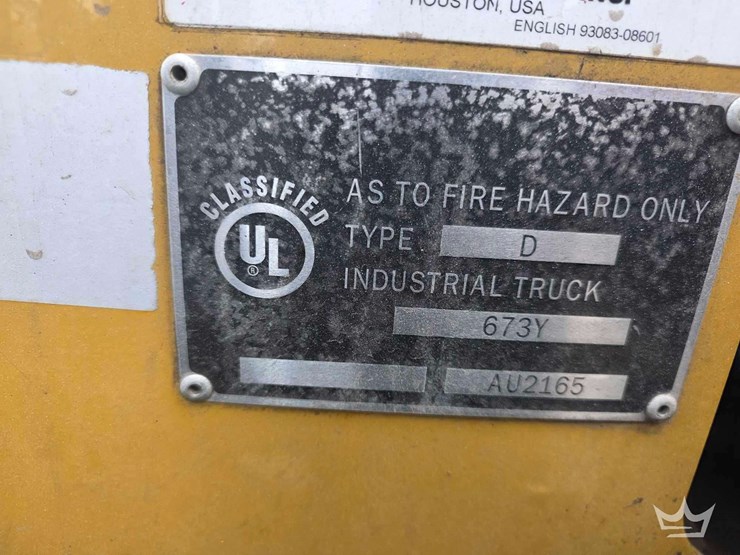 HOUSTON, USA
ENGLISH 93083-08601
CLASSIFIED
UL
®
AS TO FIRE HAZARD ONLY
TYPE D
INDUSTRIAL TRUCK
673Y
AU2165